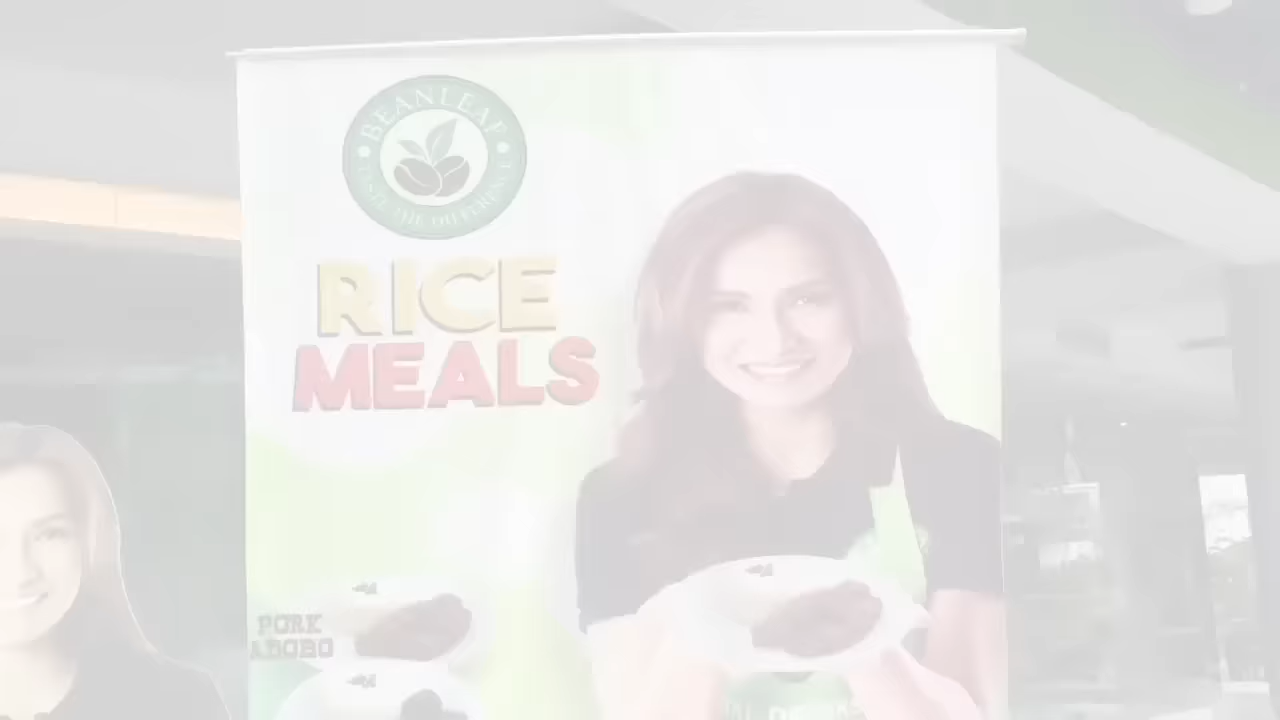 BEANLEAF
TASTE THE DIFFERENCE
RICE
MEALS
PORK
ADOBO